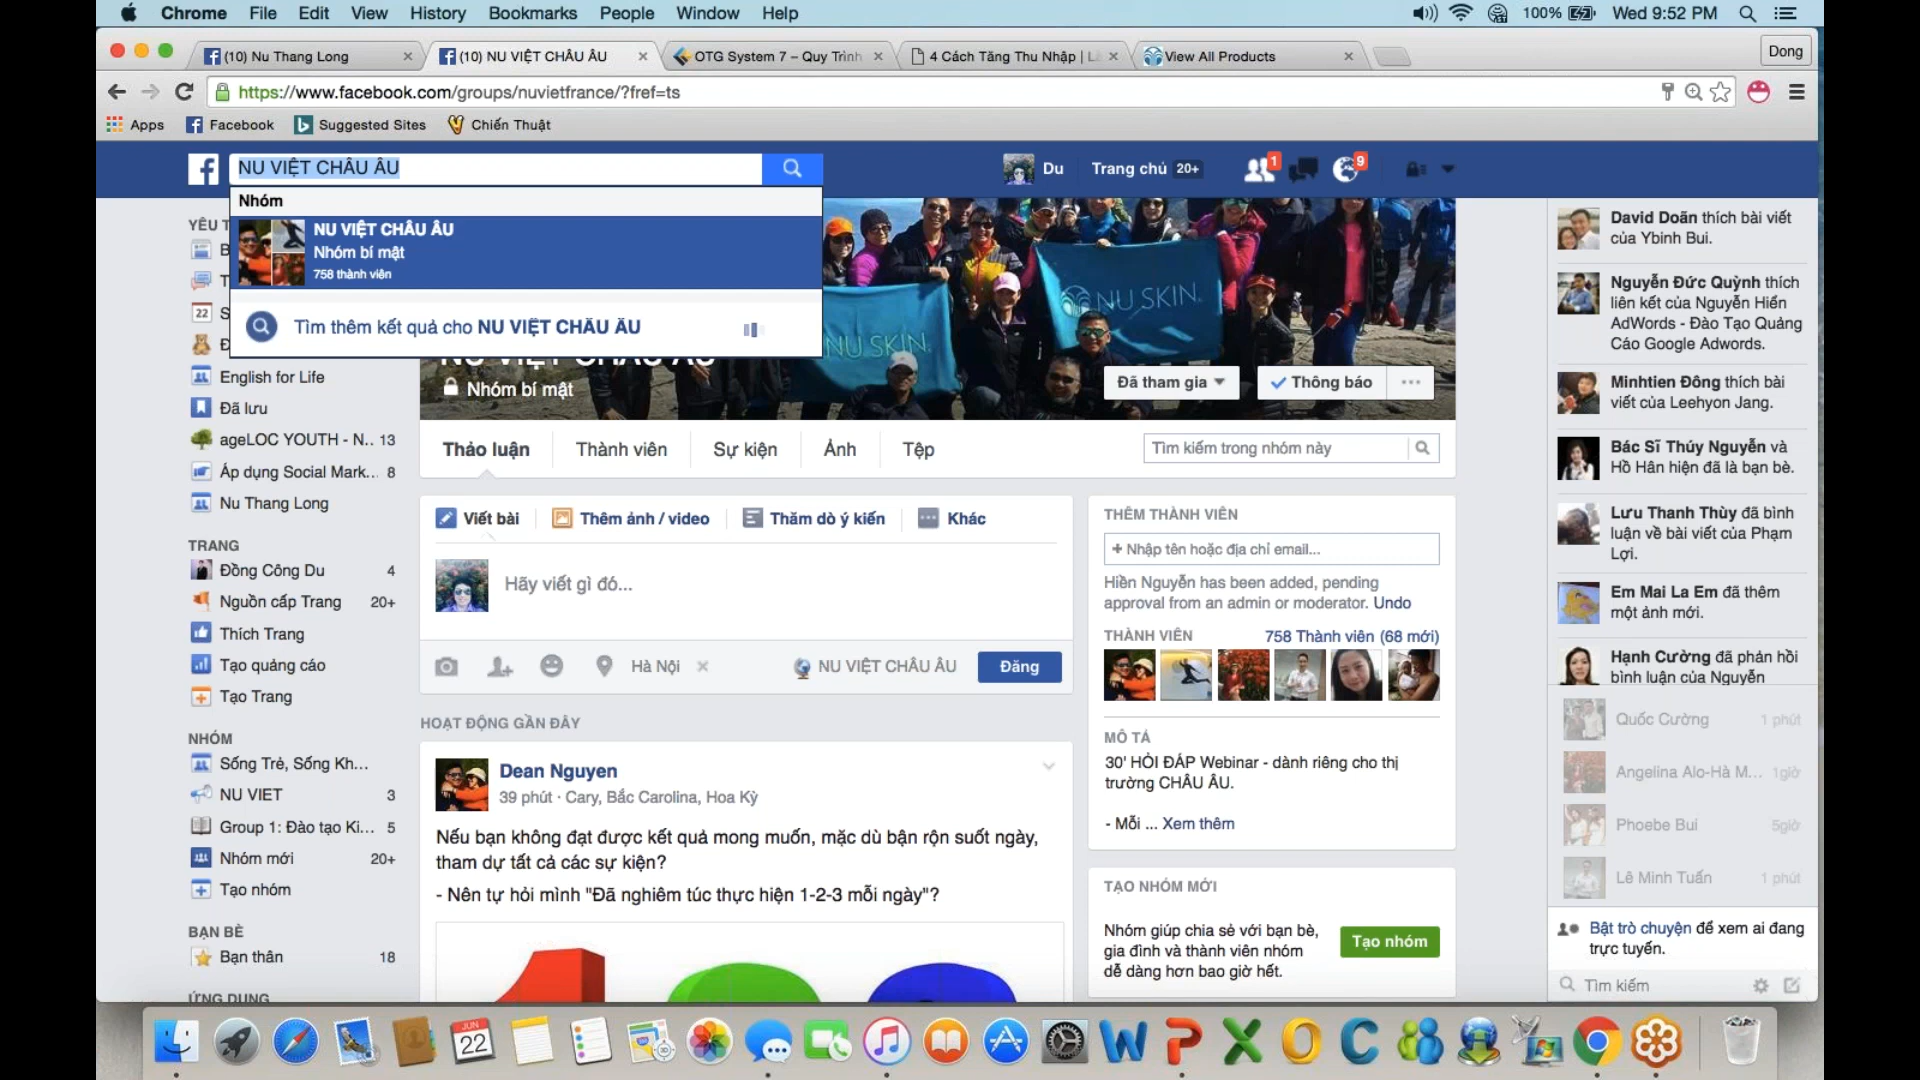 Chrome File Edit View History Bookmarks People Window Help
100% Wed 9:52 PM
(10) Nu Thang Long
(10) NU VIỆT CHÂU ÂU
OTG System 7 – Quy Trình
4 Cách Tăng Thu Nhập |
View All Products
Dong
https://www.facebook.com/groups/nuvietfrance/?fref=ts
Apps Facebook Suggested Sites Chiến Thuật
NU VIỆT CHÂU ÂU
Du Trang chủ 20+ 1 9
Nhóm
NU VIỆT CHÂU ÂU
Nhóm bí mật
758 thành viên
Tìm thêm kết quả cho NU VIỆT CHÂU ÂU
NU SKIN
NU SKIN
NU VIỆT CHÂU ÂU
Nhóm bí mật
Đã tham gia
Thông báo
Thảo luận Thành viên Sự kiện Ảnh Tệp
Tìm kiếm trong nhóm này
YÊU T
B
T
22 S
Đ
English for Life
Đã lưu
ageLOC YOUTH - N.. 13
Áp dụng Social Mark... 8
Nu Thang Long
TRANG
Đồng Công Du 4
Nguồn cấp Trang 20+
Thích Trang
Tạo quảng cáo
Tạo Trang
NHÓM
Sống Trẻ, Sống Kh...
NU VIET 3
Group 1: Đào tạo Ki... 5
Nhóm mới 20+
Tạo nhóm
BẠN BÈ
Bạn thân 18
ỨNG DỤNG
Viết bài Thêm ảnh / video Thăm dò ý kiến Khác
Hãy viết gì đó...
Hà Nội
NU VIỆT CHÂU ÂU
Đăng
HOẠT ĐỘNG GẦN ĐÂY
Dean Nguyen
39 phút · Cary, Bắc Carolina, Hoa Kỳ
Nếu bạn không đạt được kết quả mong muốn, mặc dù bận rộn suốt ngày,
tham dự tất cả các sự kiện?
- Nên tự hỏi mình "Đã nghiêm túc thực hiện 1-2-3 mỗi ngày"?
THÊM THÀNH VIÊN
+ Nhập tên hoặc địa chỉ email...
Hiền Nguyễn has been added, pending
approval from an admin or moderator. Undo
THÀNH VIÊN 758 Thành viên (68 mới)
MÔ TẢ
30' HỎI ĐÁP Webinar - dành riêng cho thị
trường CHÂU ÂU.
- Mỗi ... Xem thêm
TẠO NHÓM MỚI
Nhóm giúp chia sẻ với bạn bè,
gia đình và thành viên nhóm
dễ dàng hơn bao giờ hết.
Tạo nhóm
David Doãn thích bài viết
của Ybinh Bui.
Nguyễn Đức Quỳnh thích
liên kết của Nguyễn Hiển
AdWords - Đào Tạo Quảng
Cáo Google Adwords.
Minhtien Đông thích bài
viết của Leehyon Jang.
Bác Sĩ Thúy Nguyễn và
Hồ Hân hiện đã là bạn bè.
Lưu Thanh Thùy đã bình
luận về bài viết của Phạm
Lợi.
Em Mai La Em đã thêm
một ảnh mới.
Hạnh Cường đã phản hồi
bình luận của Nguyễn
Quốc Cường 1 phút
Angelina Alo-Hà M... 1giờ
Phoebe Bui 5giờ
Lê Minh Tuấn 1 phút
Bật trò chuyện để xem ai đang
trực tuyến.
Tìm kiếm
JUN
22